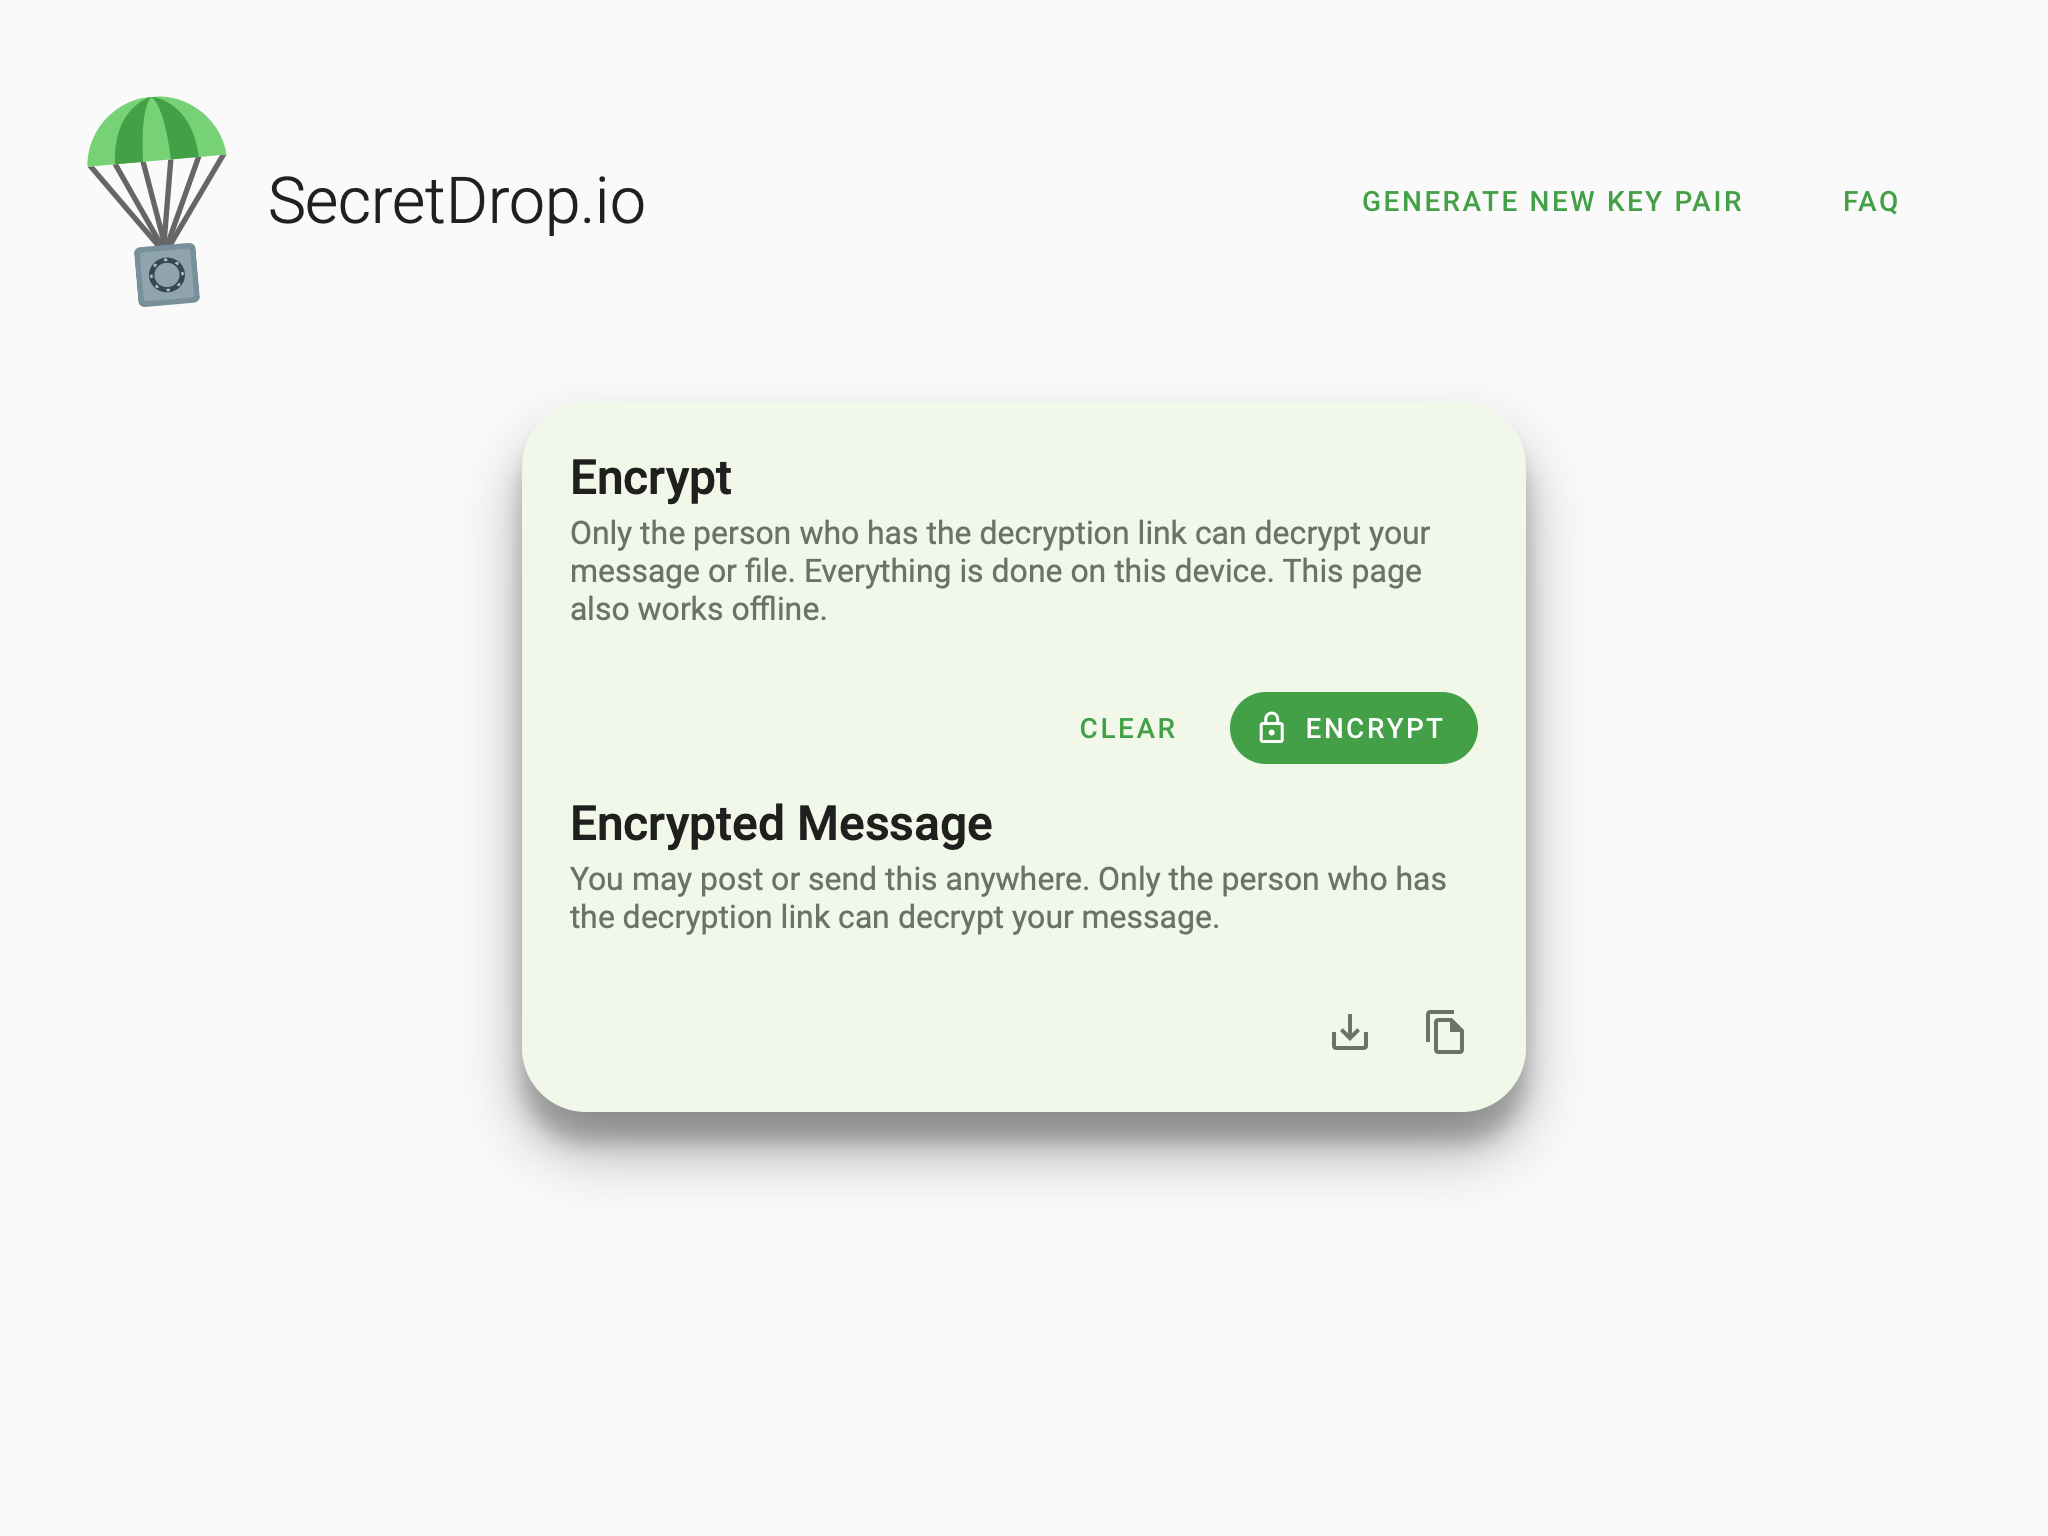 SecretDrop.io
GENERATE NEW KEY PAIR
FAQ
Encrypt
Only the person who has the decryption link can decrypt your
message or file. Everything is done on this device. This page
also works offline.
CLEAR
ENCRYPT
Encrypted Message
You may post or send this anywhere. Only the person who has
the decryption link can decrypt your message.